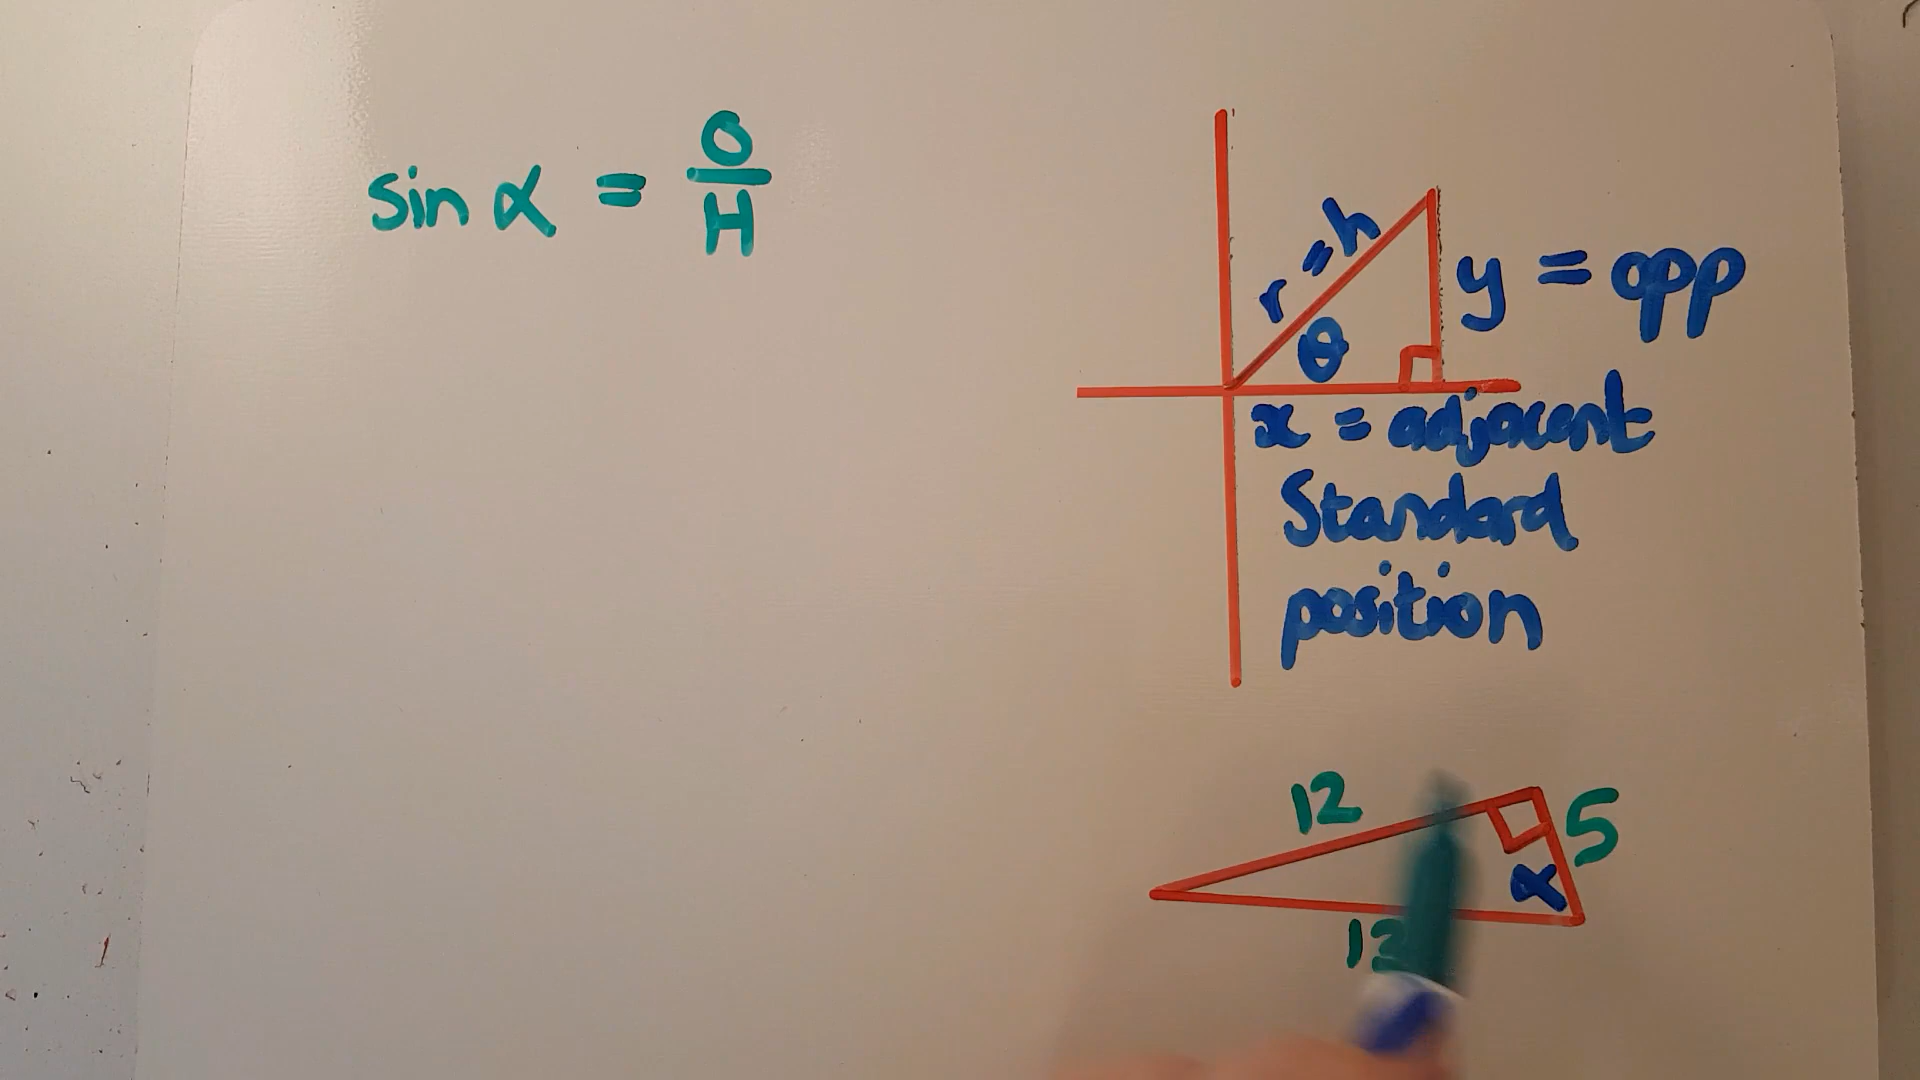 sin α = O/H
r = h
θ
y = opp
x = adjacent
Standard
position
12
5
α
13